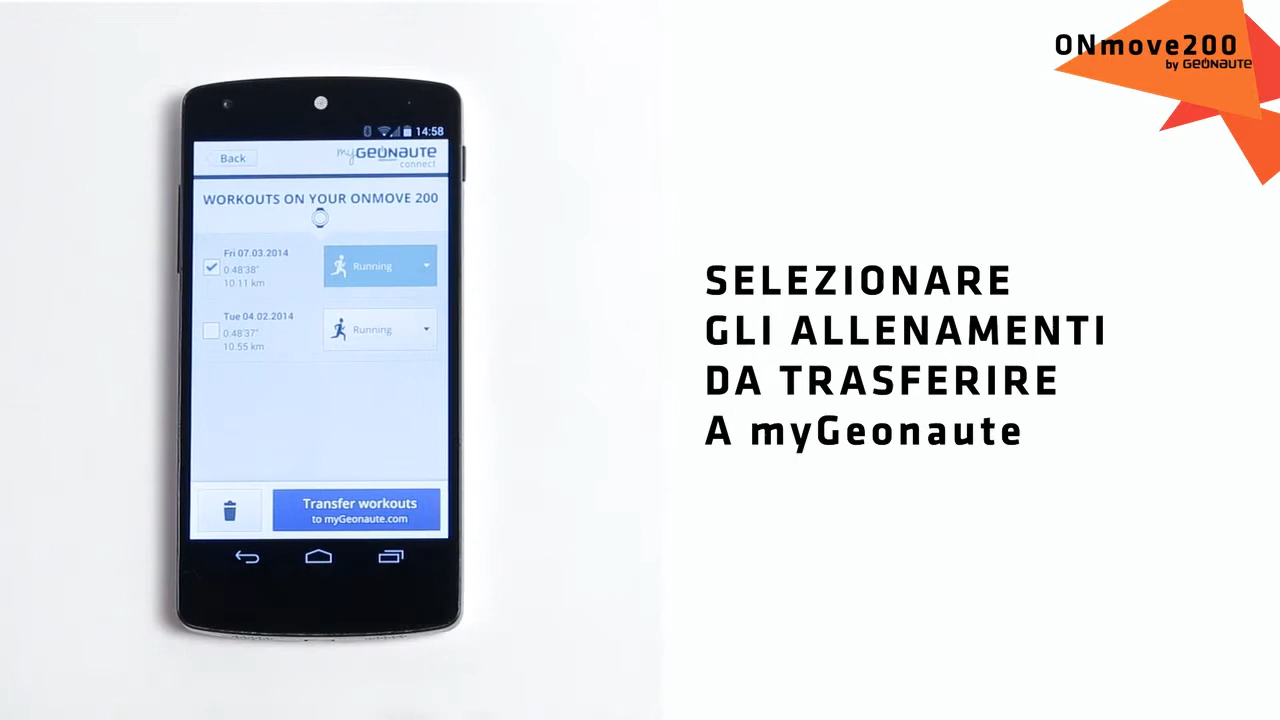 ONmove200
by GEONAUTE
14:58
Back
myGEONAUTE
connect
WORKOUTS ON YOUR ONMOVE 200
Fri 07.03.2014
0:48'38"
10.11 km
Running
Tue 04.02.2014
0:48'37"
10.55 km
Running
Transfer workouts
to myGeonaute.com
SELEZIONARE
GLI ALLENAMENTI
DA TRASFERIRE
A myGeonaute